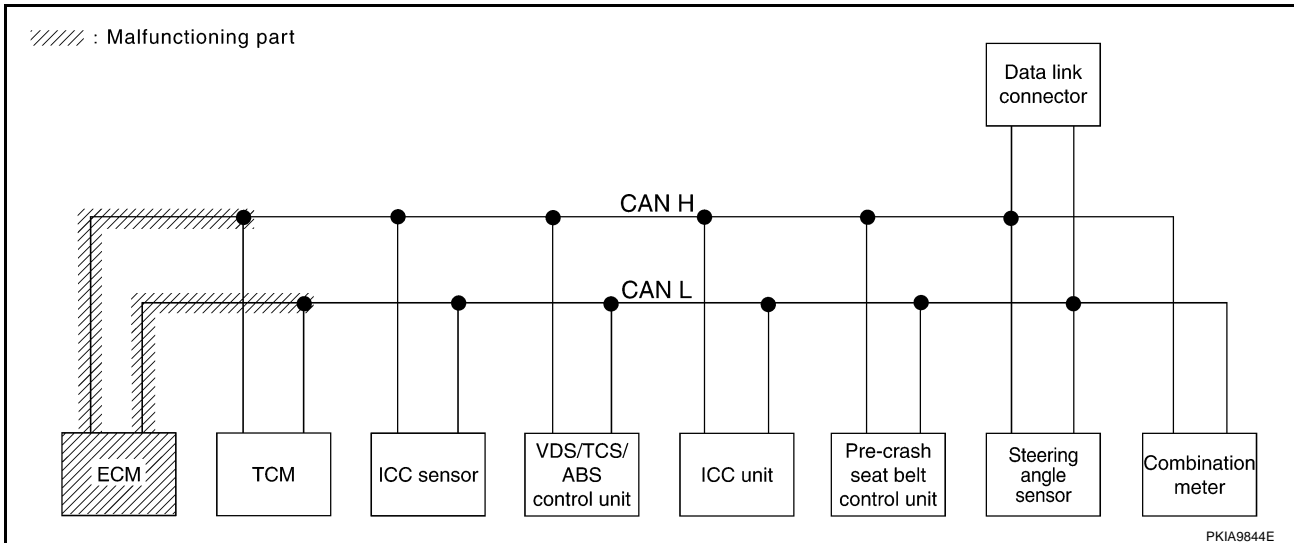 : Malfunctioning part
Data link
connector
CAN H
CAN L
ECM
TCM
ICC sensor
VDS/TCS/
ABS
control unit
ICC unit
Pre-crash
seat belt
control unit
Steering
angle
sensor
Combination
meter
PKIA9844E